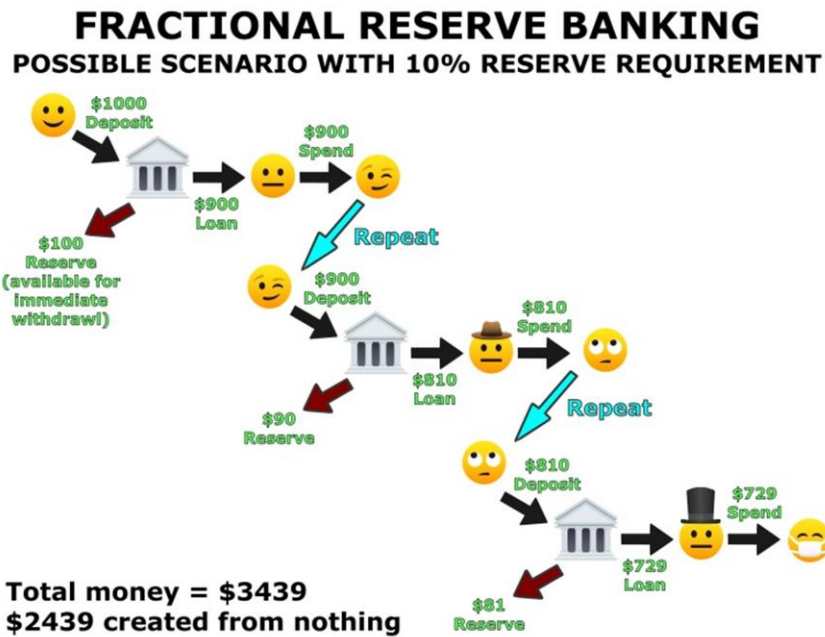 FRACTIONAL RESERVE BANKING
POSSIBLE SCENARIO WITH 10% RESERVE REQUIREMENT
$1000
Deposit
$900
Spend
$900
Loan
$100
Reserve
(available for
immediate
withdrawl)
Repeat
$900
Deposit
$810
Spend
$810
Loan
$90
Reserve
Repeat
$810
Deposit
$729
Spend
$729
Loan
$81
Reserve
Total money = $3439
$2439 created from nothing